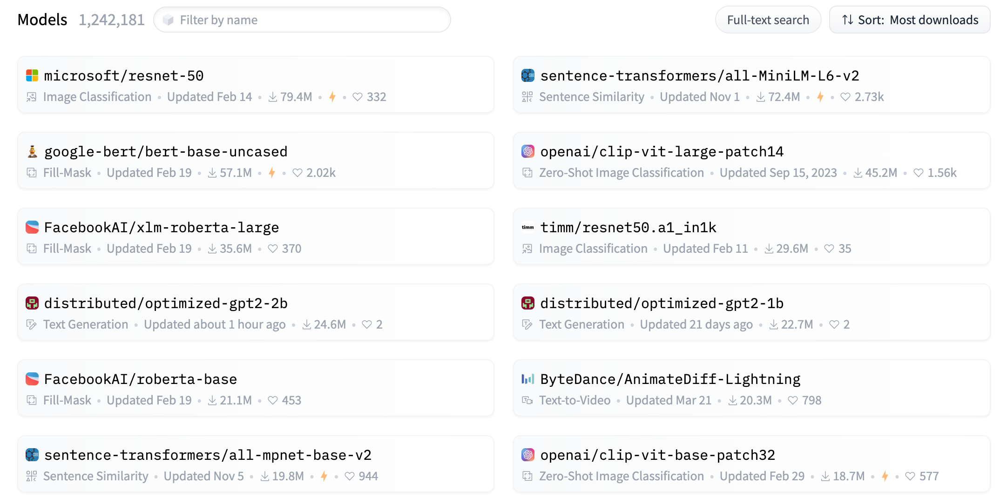 Models 1,242,181 Filter by name Full-text search Sort: Most downloads
microsoft/resnet-50
Image Classification • Updated Feb 14 • 79.4M • • 332
sentence-transformers/all-MiniLM-L6-v2
Sentence Similarity • Updated Nov 1 • 72.4M • • 2.73k
google-bert/bert-base-uncased
Fill-Mask • Updated Feb 19 • 57.1M • • 2.02k
openai/clip-vit-large-patch14
Zero-Shot Image Classification • Updated Sep 15, 2023 • 45.2M • 1.56k
FacebookAI/xlm-roberta-large
Fill-Mask • Updated Feb 19 • 35.6M • 370
timm
timm/resnet50.a1_in1k
Image Classification • Updated Feb 11 • 29.6M • 35
distributed/optimized-gpt2-2b
Text Generation • Updated about 1 hour ago • 24.6M • 2
distributed/optimized-gpt2-1b
Text Generation • Updated 21 days ago • 22.7M • 2
FacebookAI/roberta-base
Fill-Mask • Updated Feb 19 • 21.1M • 453
ByteDance/AnimateDiff-Lightning
Text-to-Video • Updated Mar 21 • 20.3M • 798
sentence-transformers/all-mpnet-base-v2
Sentence Similarity • Updated Nov 5 • 19.8M • • 944
openai/clip-vit-base-patch32
Zero-Shot Image Classification • Updated Feb 29 • 18.7M • • 577